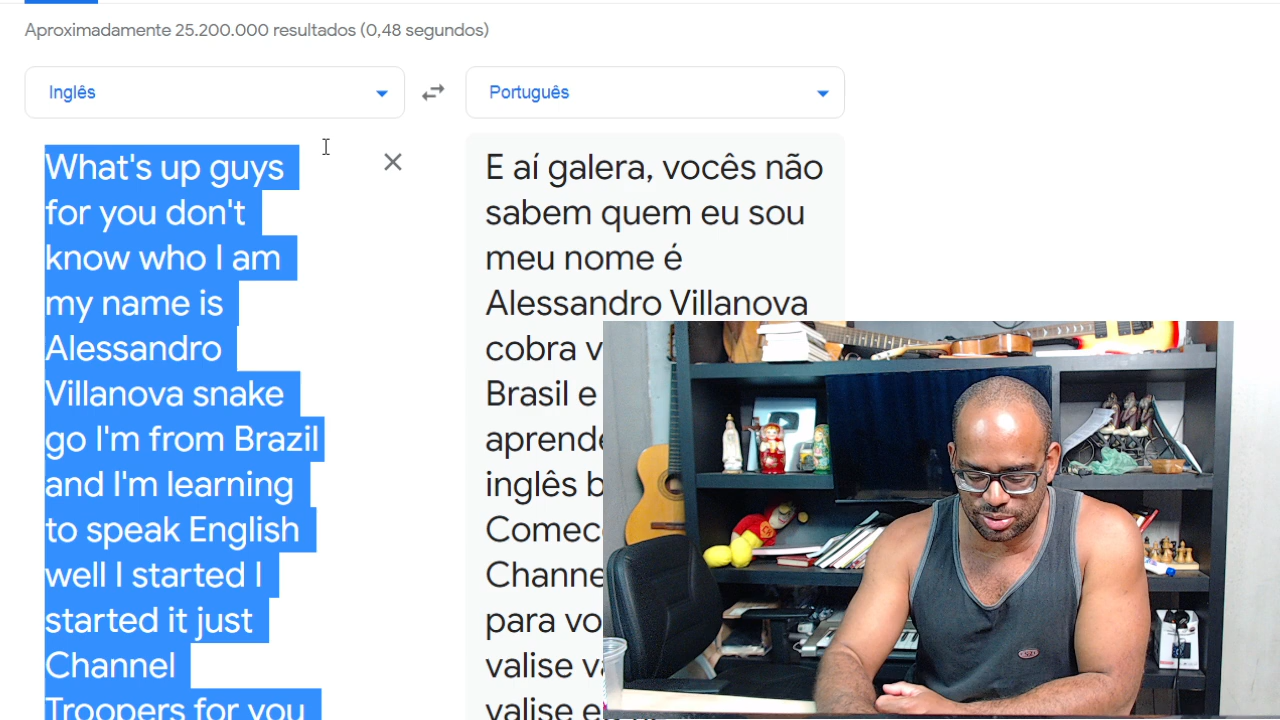 Aproximadamente 25.200.000 resultados (0,48 segundos)
Inglês
Português
What's up guys
for you don't
know who I am
my name is
Alessandro
Villanova snake
go I'm from Brazil
and I'm learning
to speak English
well I started I
started it just
Channel
Troopers for you
E aí galera, vocês não
sabem quem eu sou
meu nome é
Alessandro Villanova
cobra
Brasil e
inglês
para
valise
valise